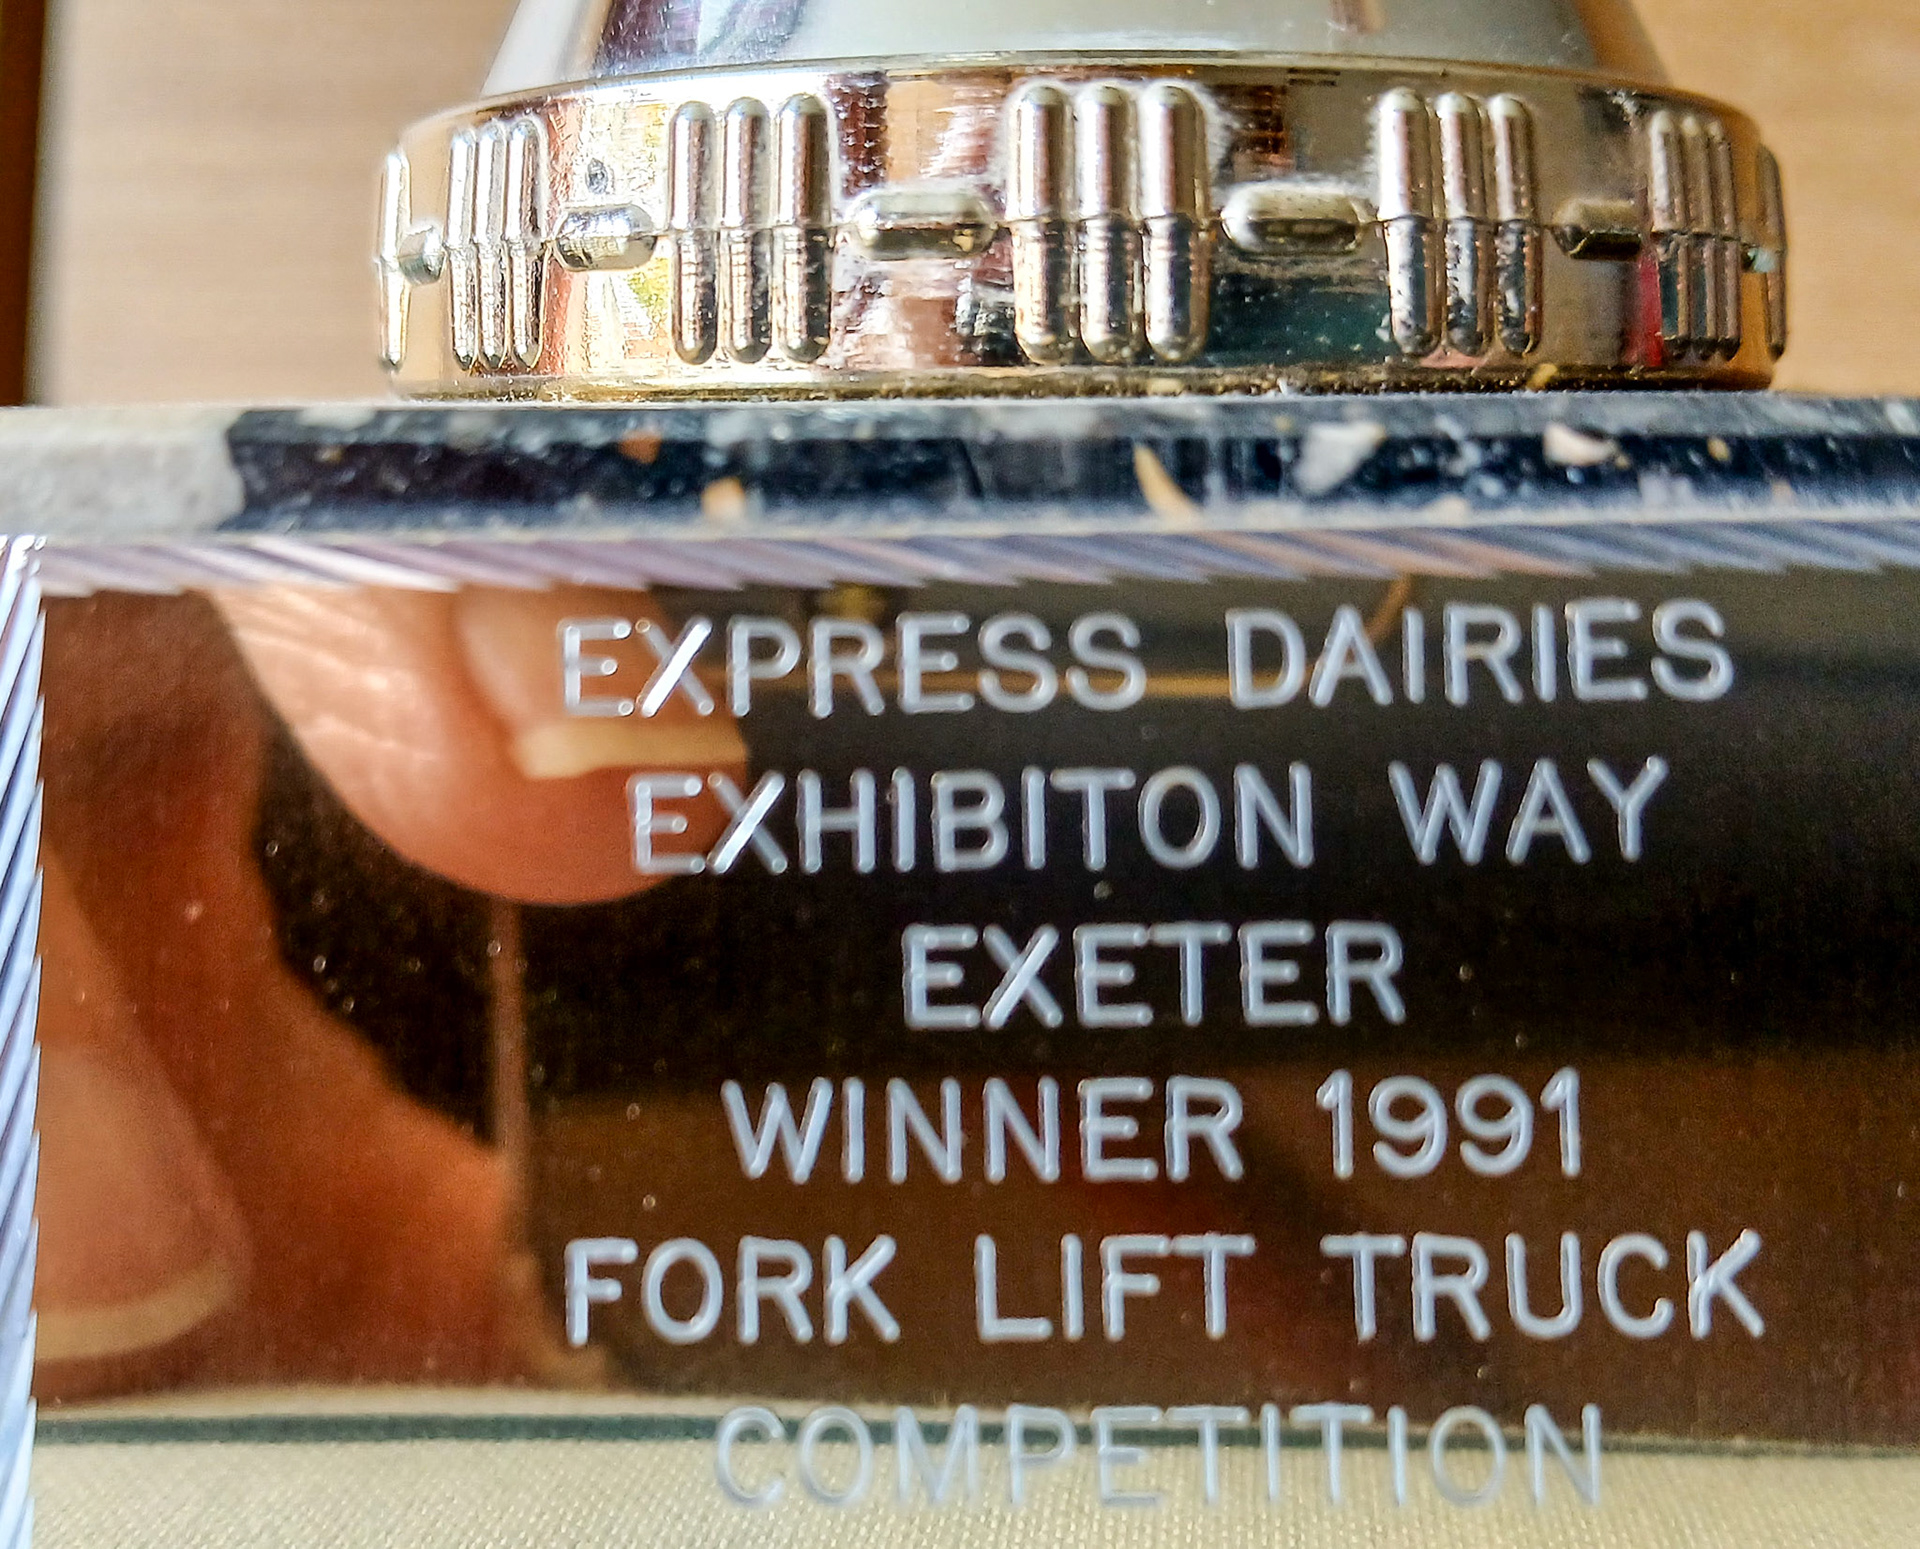 EXPRESS DAIRIES
EXHIBITON WAY
EXETER
WINNER 1991
FORK LIFT TRUCK
COMPETITION